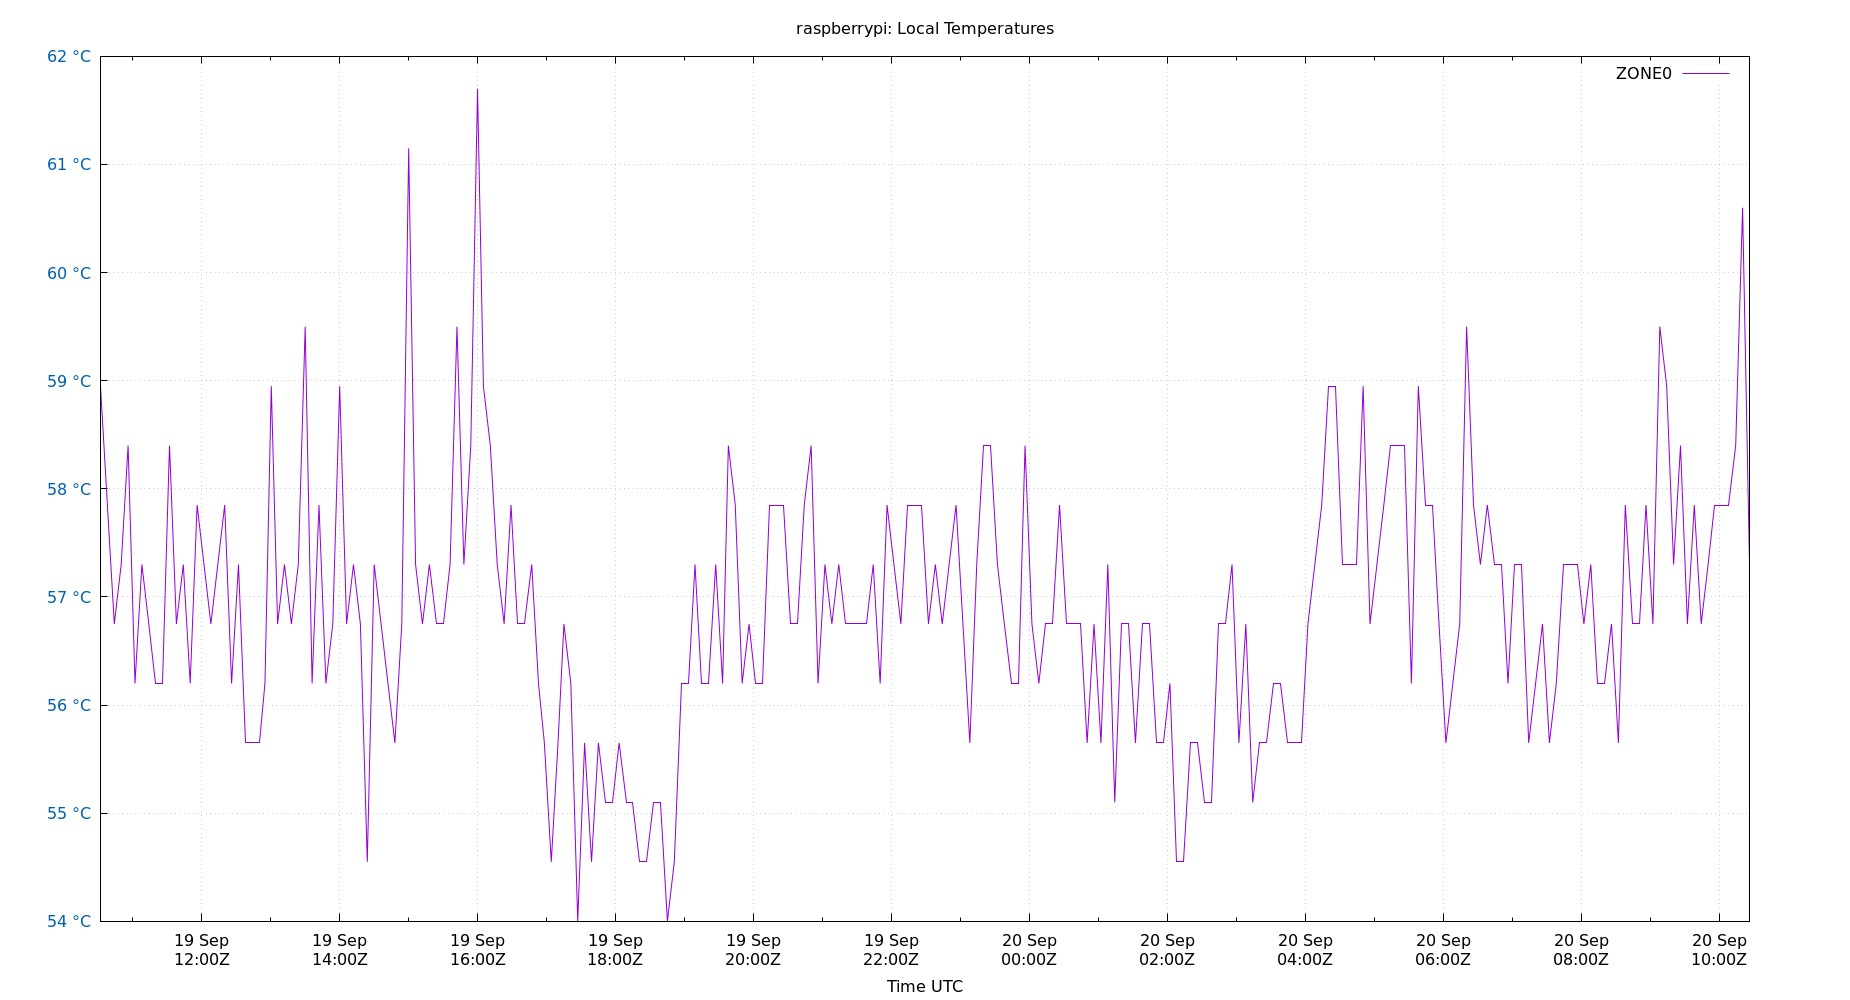 raspberrypi: Local Temperatures
62 °C
ZONE0
61 °C
60 °C
59 °C
58 °C
57 °C
56 °C
55 °C
54 °C
19 Sep 19 Sep 19 Sep 19 Sep 19 Sep 19 Sep 20 Sep 20 Sep 20 Sep 20 Sep 20 Sep 20 Sep
12:00Z 14:00Z 16:00Z 18:00Z 20:00Z 22:00Z 00:00Z 02:00Z 04:00Z 06:00Z 08:00Z 10:00Z
Time UTC